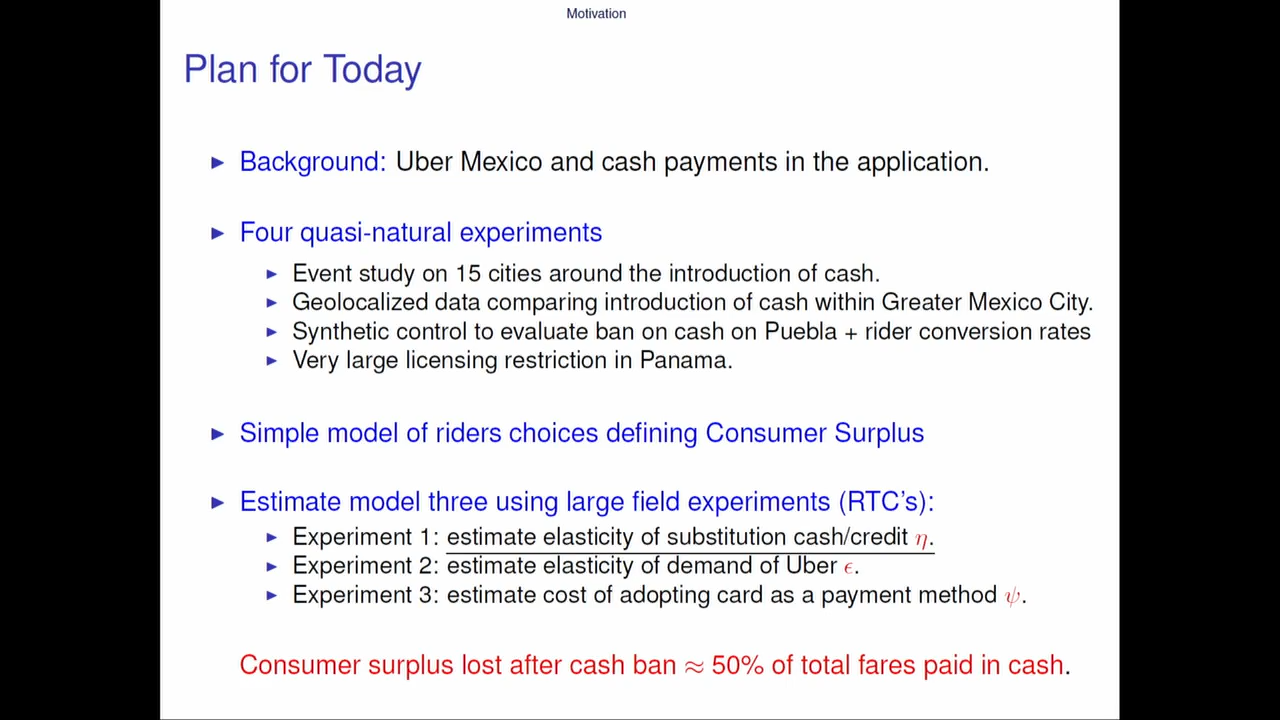 Motivation
Plan for Today
Background: Uber Mexico and cash payments in the application.
Four quasi-natural experiments
Event study on 15 cities around the introduction of cash.
Geolocalized data comparing introduction of cash within Greater Mexico City.
Synthetic control to evaluate ban on cash on Puebla + rider conversion rates
Very large licensing restriction in Panama.
Simple model of riders choices defining Consumer Surplus
Estimate model three using large field experiments (RTC's):
Experiment 1: estimate elasticity of substitution cash/credit η.
Experiment 2: estimate elasticity of demand of Uber ϵ.
Experiment 3: estimate cost of adopting card as a payment method ψ.
Consumer surplus lost after cash ban ≈ 50% of total fares paid in cash.